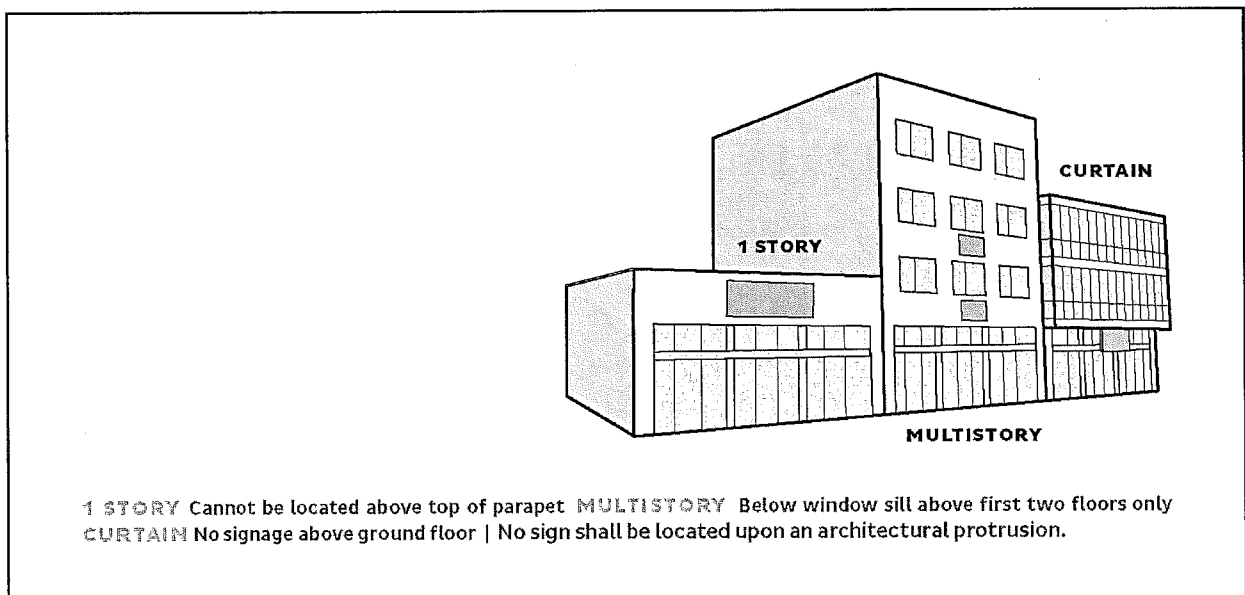 CURTAIN
1 STORY
MULTISTORY
1 STORY Cannot be located above top of parapet MULTISTORY Below window sill above first two floors only
CURTAIN No signage above ground floor | No sign shall be located upon an architectural protrusion.